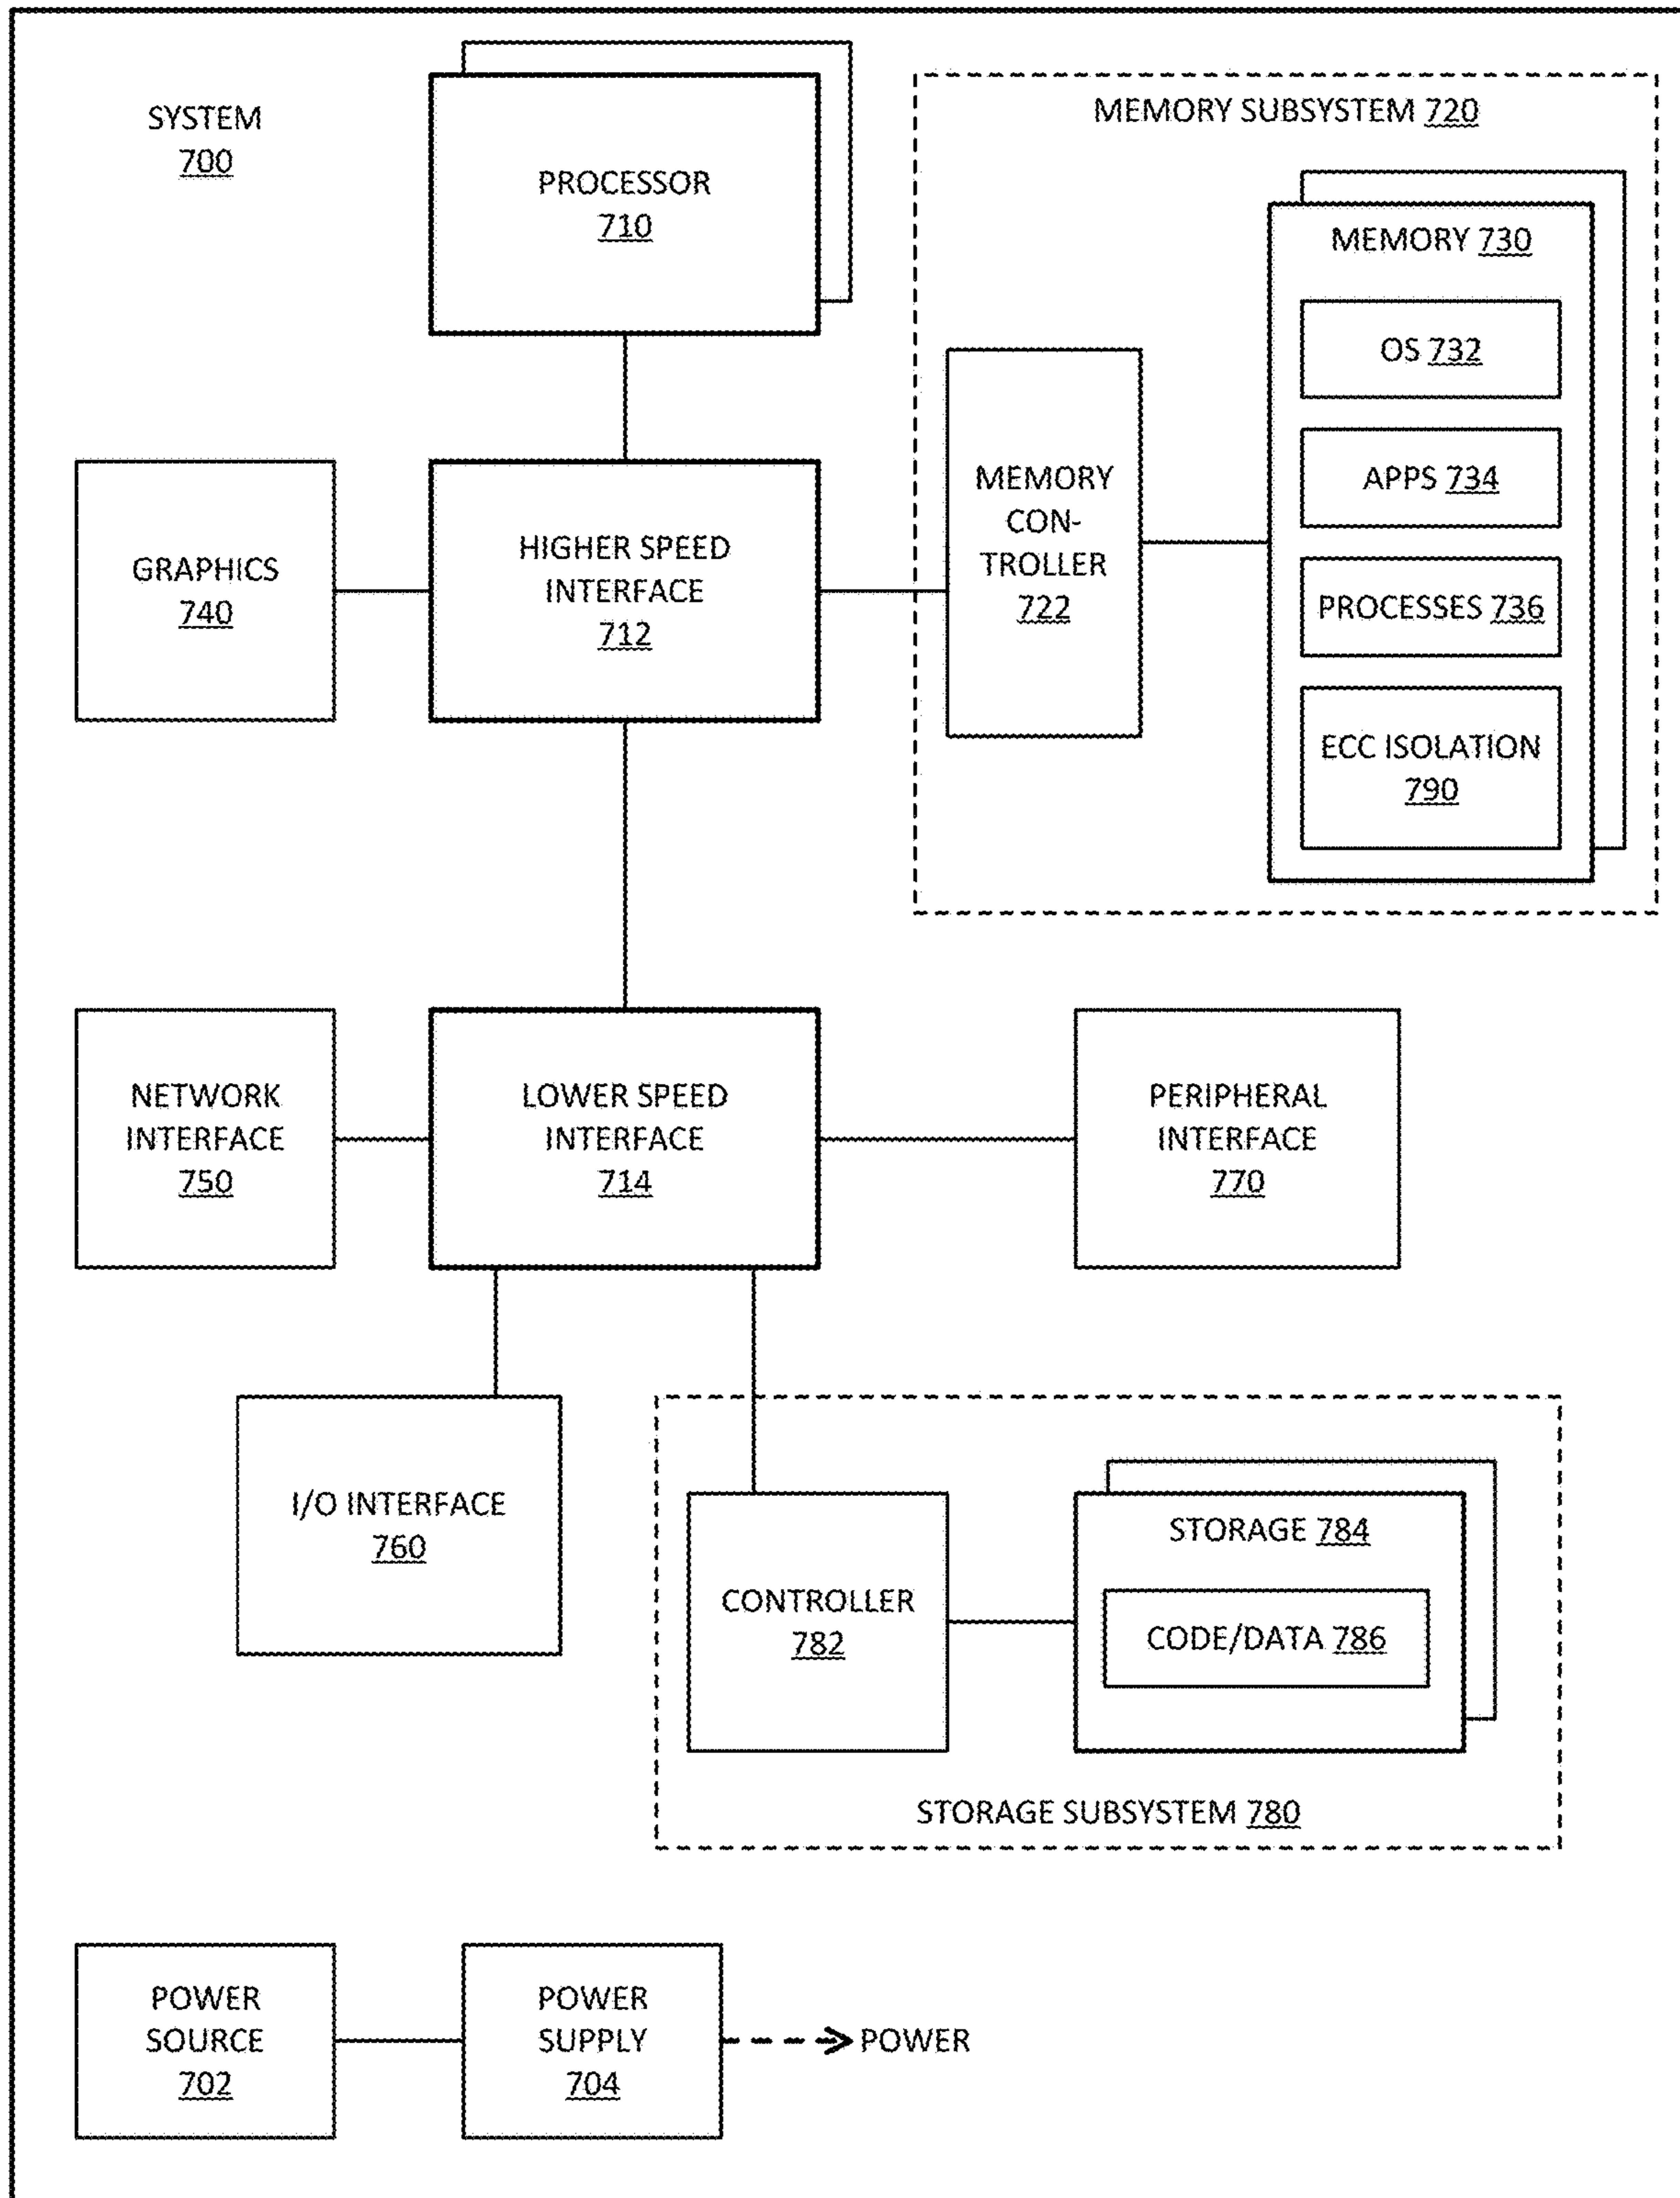 SYSTEM
700
PROCESSOR
710
MEMORY SUBSYSTEM 720
MEMORY 730
OS 732
APPS 734
PROCESSES 736
ECC ISOLATION
790
MEMORY
CON-
TROLLER
722
GRAPHICS
740
HIGHER SPEED
INTERFACE
712
NETWORK
INTERFACE
750
LOWER SPEED
INTERFACE
714
PERIPHERAL
INTERFACE
770
I/O INTERFACE
760
CONTROLLER
782
STORAGE 784
CODE/DATA 786
STORAGE SUBSYSTEM 780
POWER
SOURCE
702
POWER
SUPPLY
704
POWER